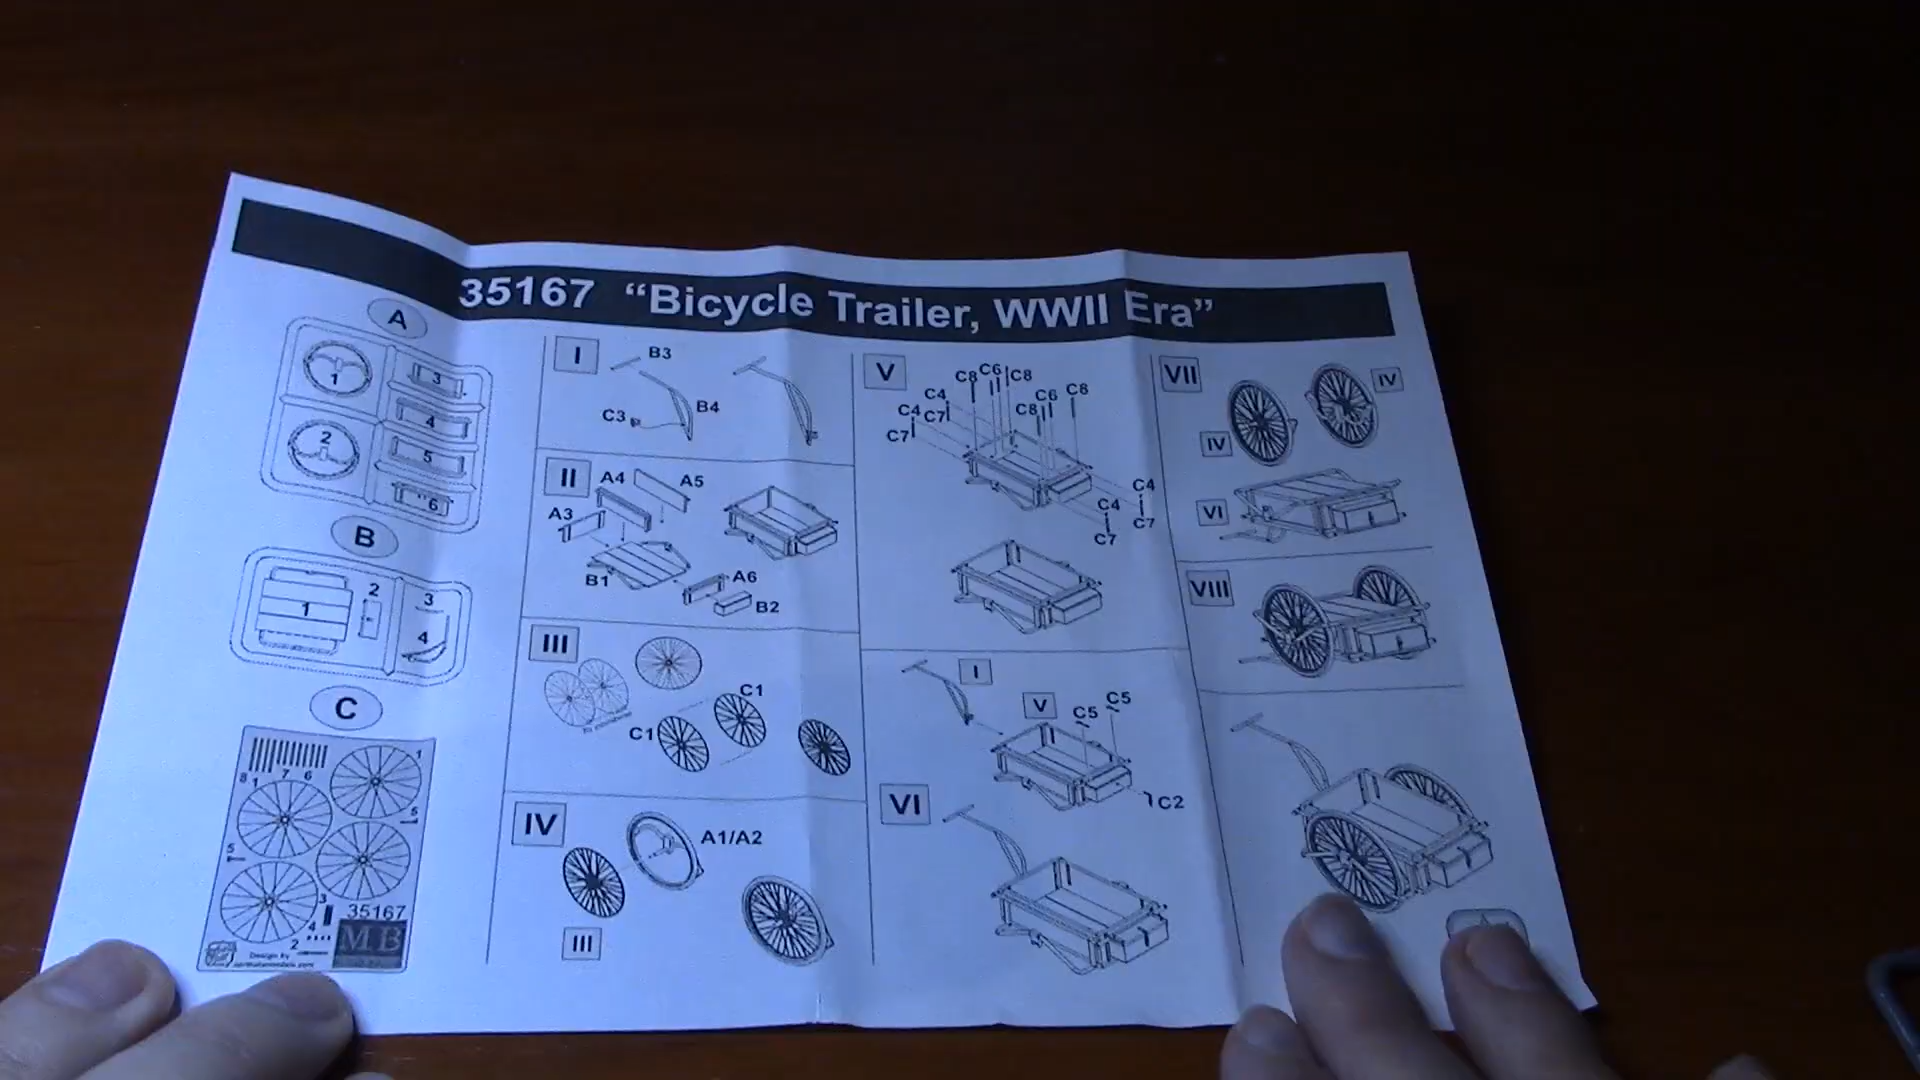 35167 “Bicycle Trailer, WWII Era”
A
1
2
3
4
5
6
B
1
2
3
4
C
8 1 7 6
1
5
5
3
4
2
35167
MB
Design by
I
B3
B4
C3
II
A4
A5
A3
B1
A6
B2
III
C1
C1
IV
A1/A2
III
V
C8 C6 C8
C4
C4 C7
C7
C8 C6 C8
C4
C4
C7
C7
I
V
C5 C5
C2
VI
VII
IV
IV
VI
VIII